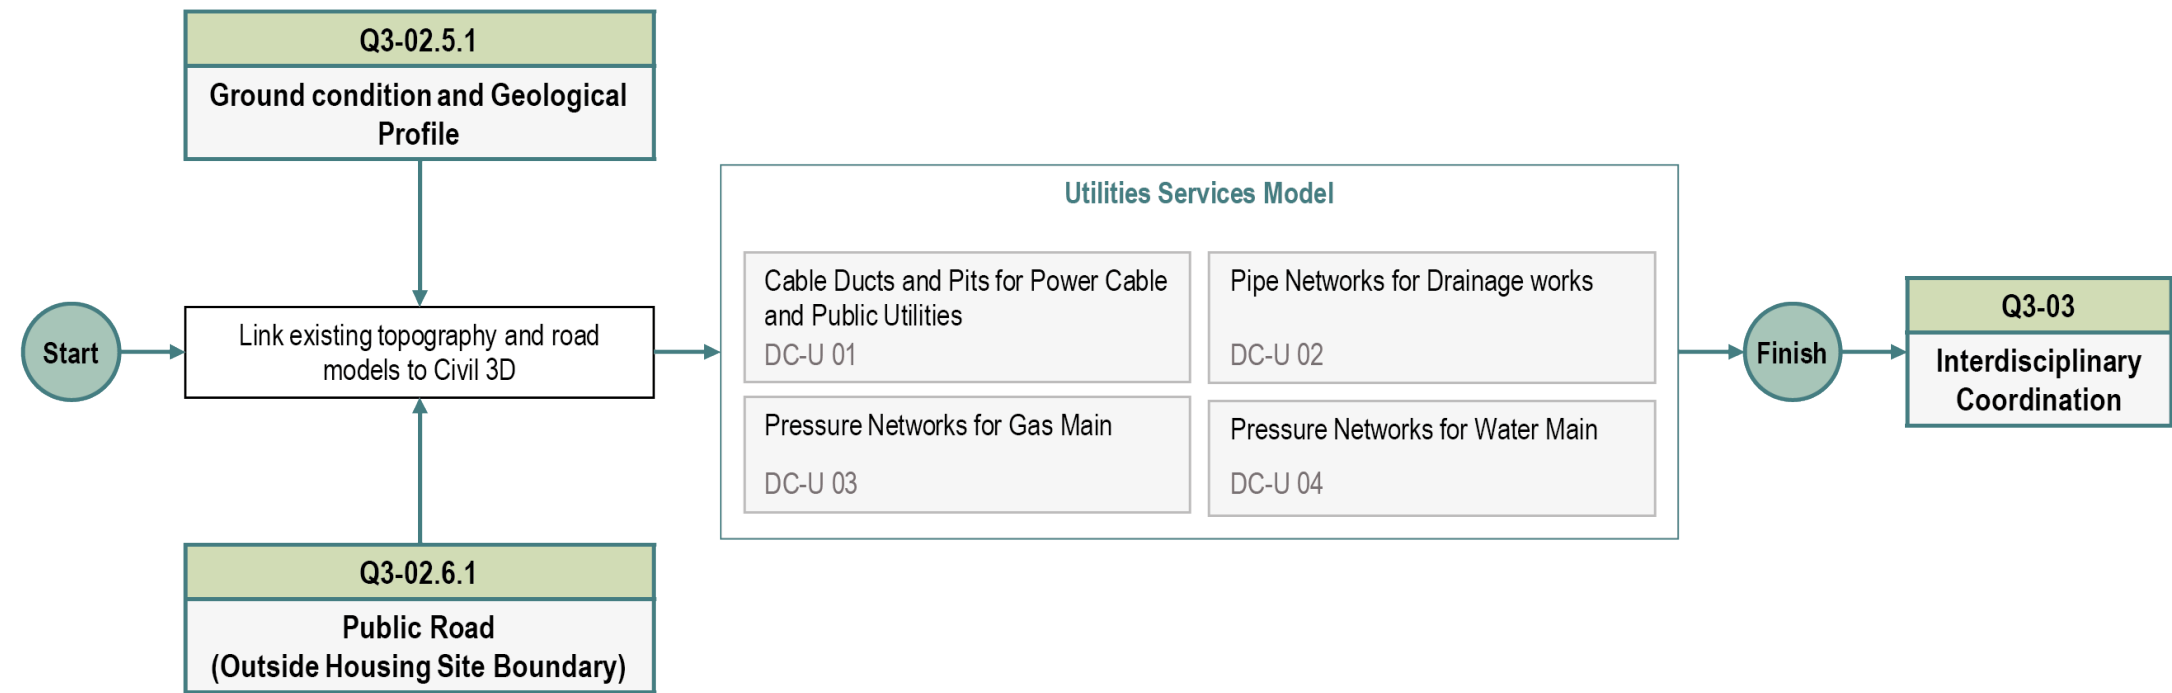 Q3-02.5.1
Ground condition and Geological
Profile
Start
Link existing topography and road
models to Civil 3D
Q3-02.6.1
Public Road
(Outside Housing Site Boundary)
Utilities Services Model
Cable Ducts and Pits for Power Cable
and Public Utilities
DC-U 01
Pipe Networks for Drainage works
DC-U 02
Pressure Networks for Gas Main
DC-U 03
Pressure Networks for Water Main
DC-U 04
Finish
Q3-03
Interdisciplinary
Coordination